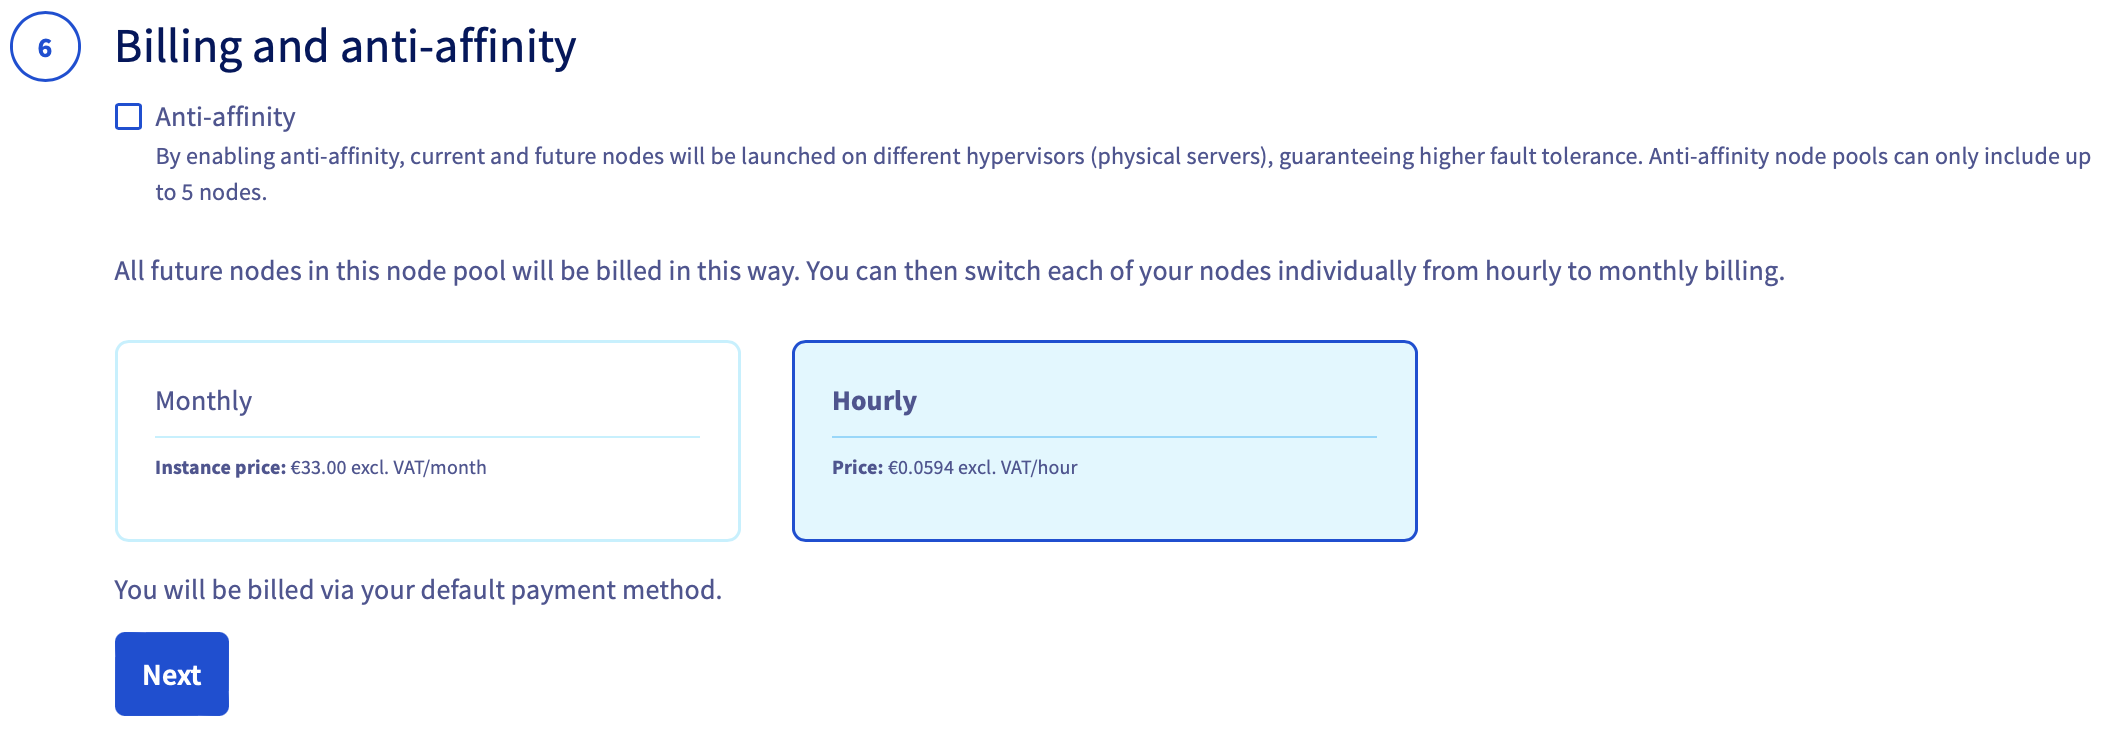 6
Billing and anti-affinity
Anti-affinity
By enabling anti-affinity, current and future nodes will be launched on different hypervisors (physical servers), guaranteeing higher fault tolerance. Anti-affinity node pools can only include up
to 5 nodes.
All future nodes in this node pool will be billed in this way. You can then switch each of your nodes individually from hourly to monthly billing.
Monthly
Instance price: €33.00 excl. VAT/month
Hourly
Price: €0.0594 excl. VAT/hour
You will be billed via your default payment method.
Next